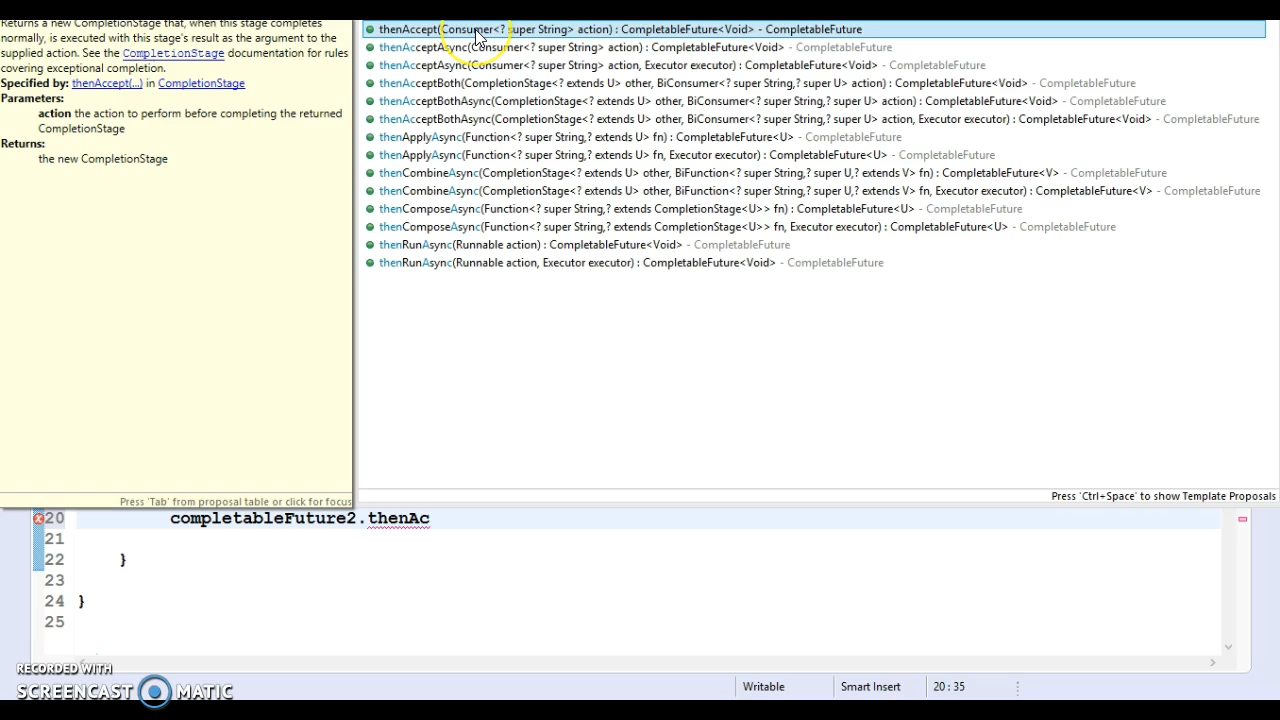 Returns a new CompletionStage that, when this stage completes
normally, is executed with this stage's result as the argument to the
supplied action. See the CompletionStage documentation for rules
covering exceptional completion.
Specified by: thenAccept(...) in CompletionStage
Parameters:
action the action to perform before completing the returned
CompletionStage
Returns:
the new CompletionStage
Press 'Tab' from proposal table or click for focus
thenAccept(Consumer<? super String> action) : CompletableFuture<Void> - CompletableFuture
thenAcceptAsync(Consumer<? super String> action) : CompletableFuture<Void> - CompletableFuture
thenAcceptAsync(Consumer<? super String> action, Executor executor) : CompletableFuture<Void> - CompletableFuture
thenAcceptBoth(CompletionStage<? extends U> other, BiConsumer<? super String,? super U> action) : CompletableFuture<Void> - CompletableFuture
thenAcceptBothAsync(CompletionStage<? extends U> other, BiConsumer<? super String,? super U> action) : CompletableFuture<Void> - CompletableFuture
thenAcceptBothAsync(CompletionStage<? extends U> other, BiConsumer<? super String,? super U> action, Executor executor) : CompletableFuture<Void> - CompletableFuture
thenApplyAsync(Function<? super String,? extends U> fn) : CompletableFuture<U> - CompletableFuture
thenApplyAsync(Function<? super String,? extends U> fn, Executor executor) : CompletableFuture<U> - CompletableFuture
thenCombineAsync(CompletionStage<? extends U> other, BiFunction<? super String,? super U,? extends V> fn) : CompletableFuture<V> - CompletableFuture
thenCombineAsync(CompletionStage<? extends U> other, BiFunction<? super String,? super U,? extends V> fn, Executor executor) : CompletableFuture<V> - CompletableFuture
thenComposeAsync(Function<? super String,? extends CompletionStage<U>> fn) : CompletableFuture<U> - CompletableFuture
thenComposeAsync(Function<? super String,? extends CompletionStage<U>> fn, Executor executor) : CompletableFuture<U> - CompletableFuture
thenRunAsync(Runnable action) : CompletableFuture<Void> - CompletableFuture
thenRunAsync(Runnable action, Executor executor) : CompletableFuture<Void> - CompletableFuture
Press 'Ctrl+Space' to show Template Proposals
20 completableFuture2.thenAc
21
22 }
23
24 }
25
RECORDED WITH
SCREENCAST MATIC
Writable
Smart Insert
20 : 35